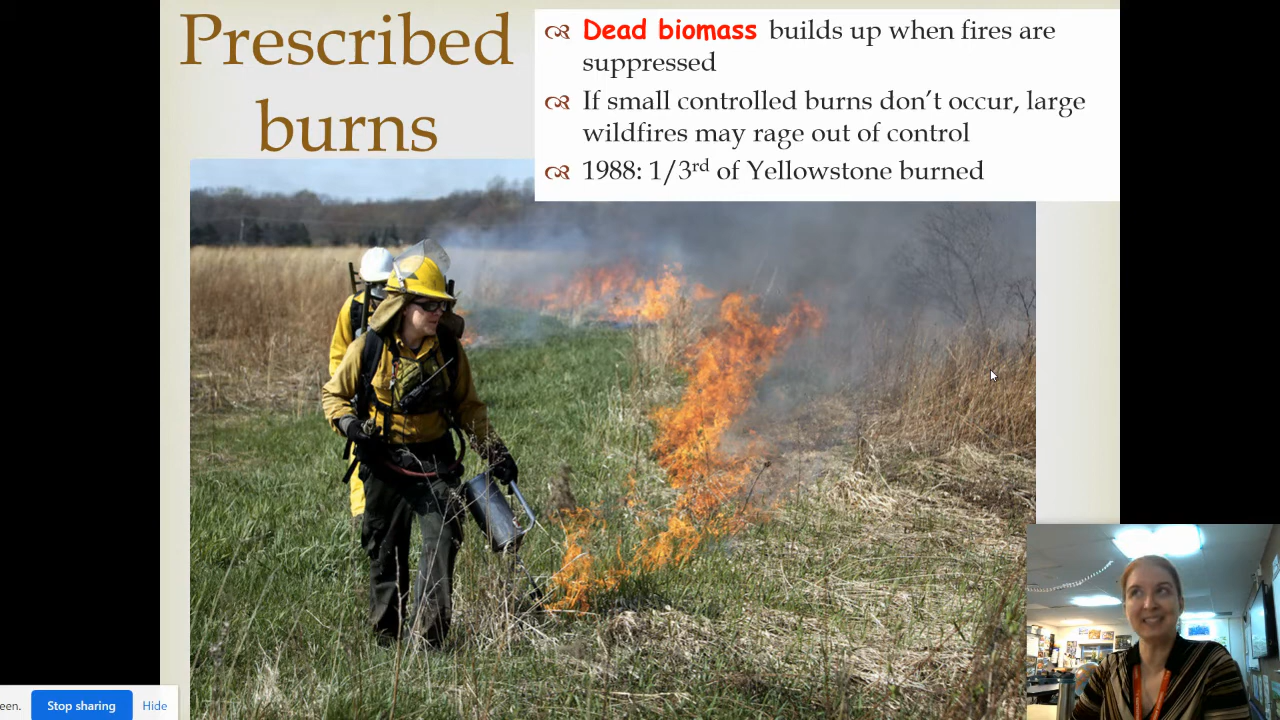 Prescribed
burns
Dead biomass builds up when fires are
suppressed
If small controlled burns don’t occur, large
wildfires may rage out of control
1988: 1/3rd of Yellowstone burned
een.
Stop sharing
Hide